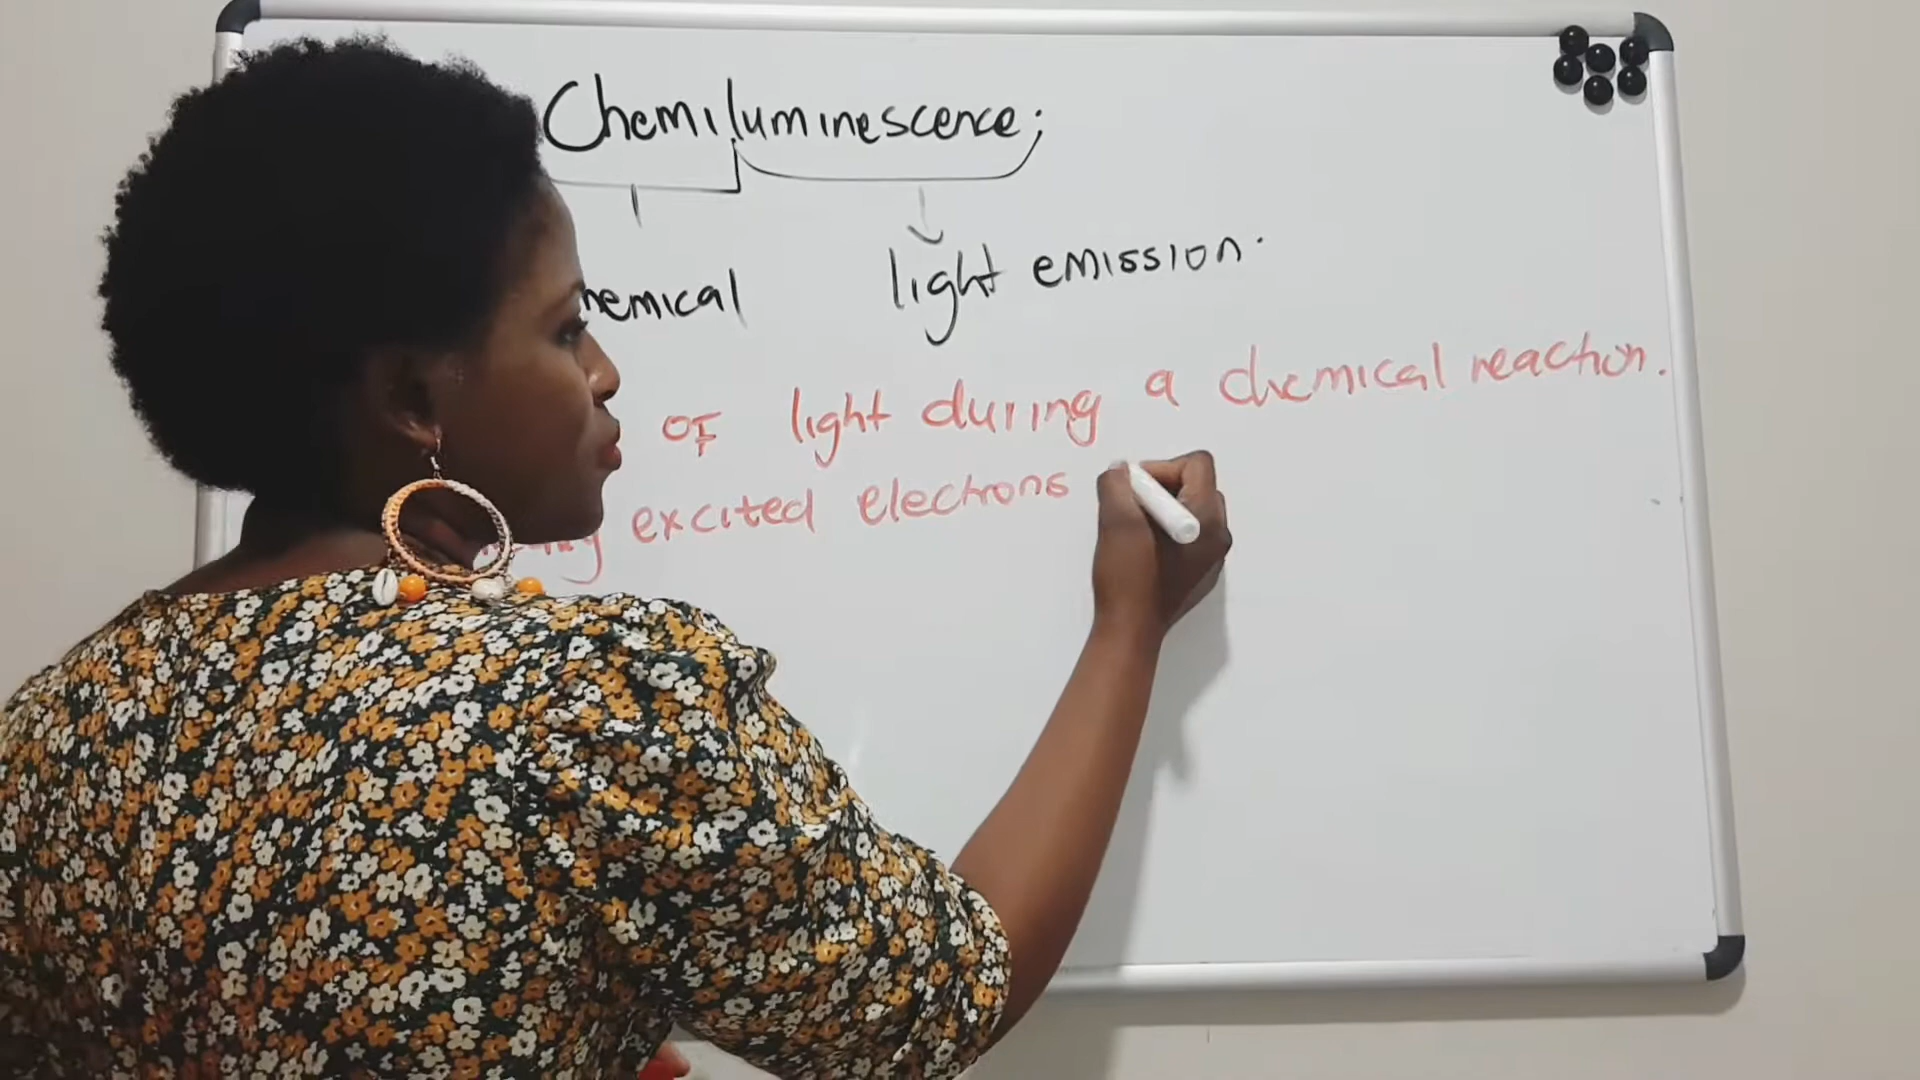 Chemiluminescence:
hemical light emission.
of light during a chemical reaction.
excited electrons